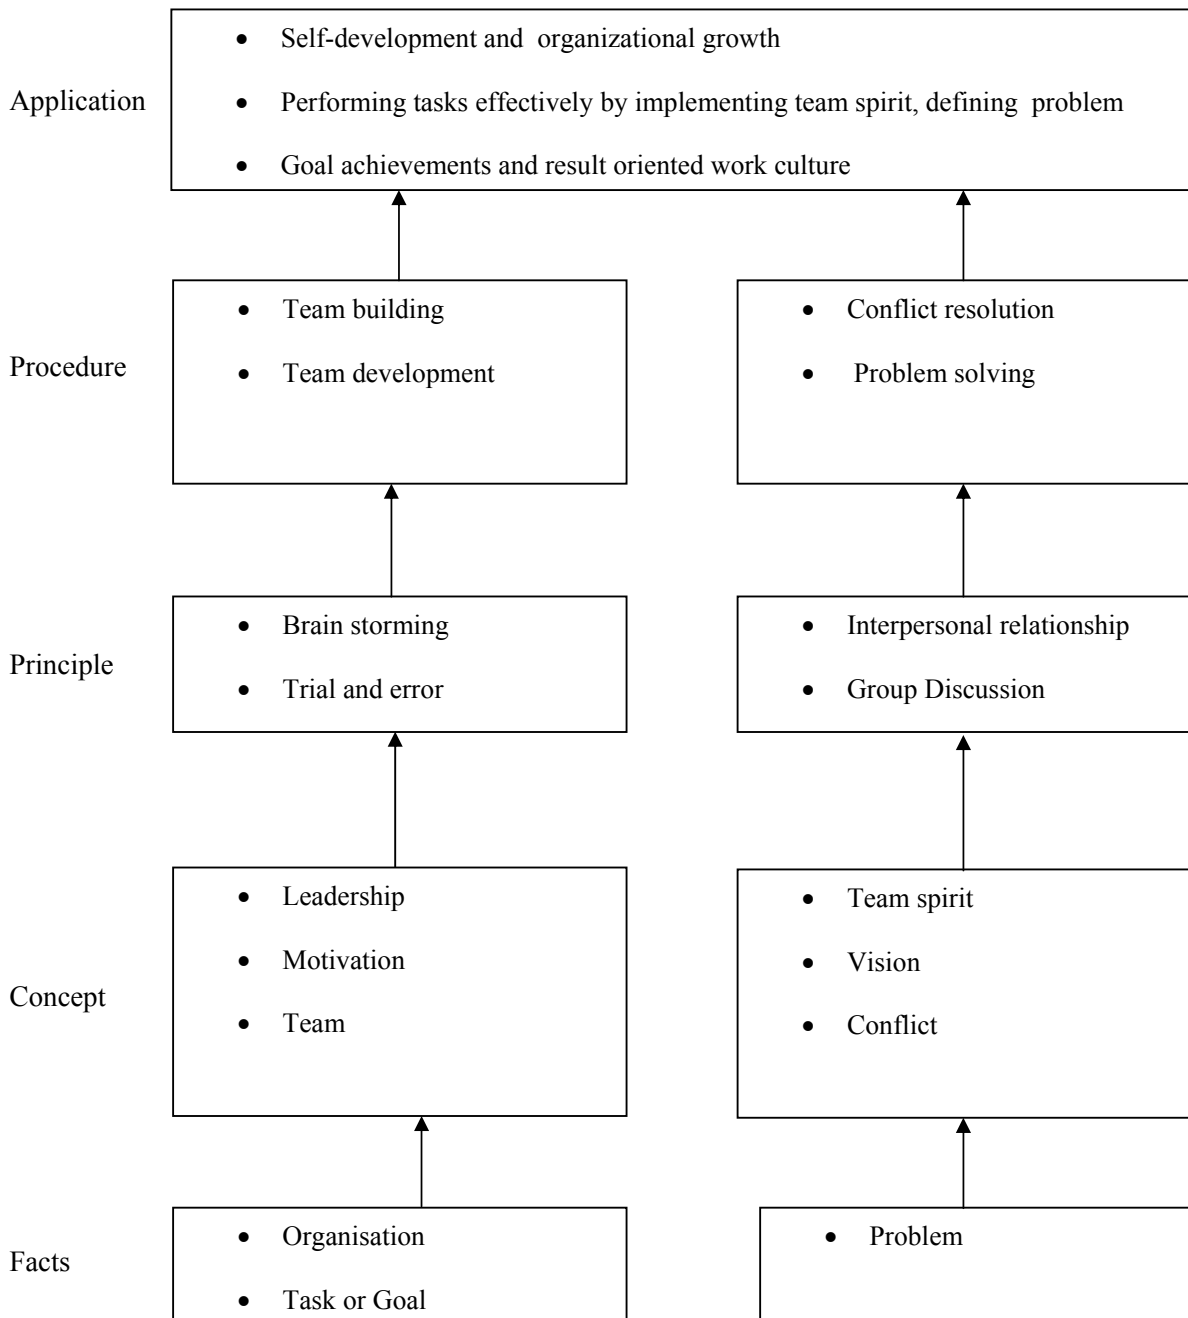 • Self-development and  organizational growth
Application
• Performing tasks effectively by implementing team spirit, defining  problem
• Goal achievements and result oriented work culture
• Team building
• Team development
Procedure
• Conflict resolution
•  Problem solving
• Brain storming
• Trial and error
Principle
• Interpersonal relationship
• Group Discussion
• Leadership
• Motivation
• Team
Concept
• Team spirit
• Vision
• Conflict
• Organisation
• Task or Goal
Facts
• Problem